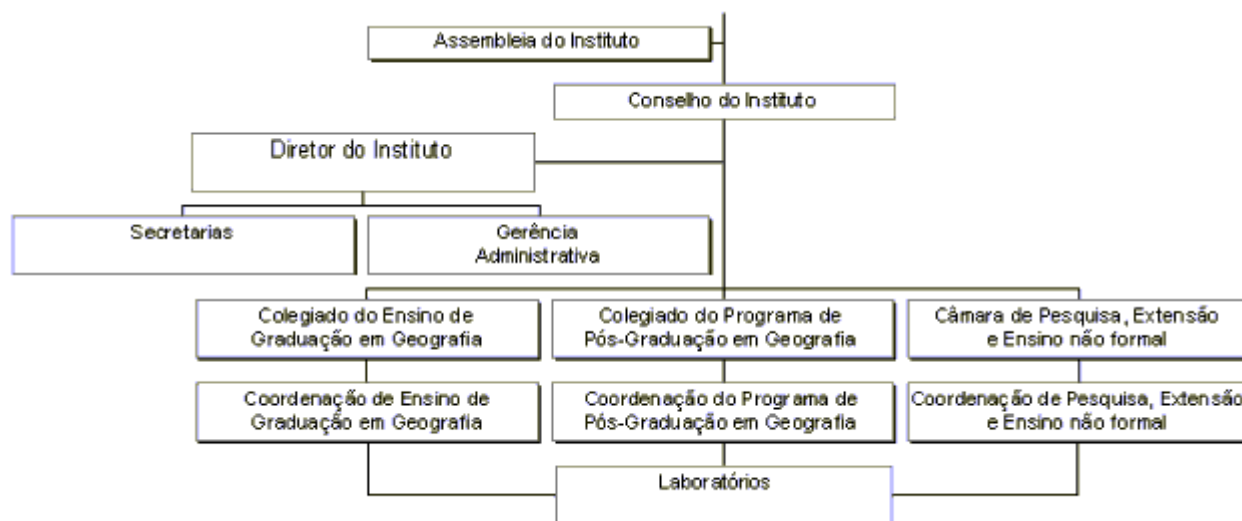 Assembleia do Instituto
Conselho do Instituto
Diretor do Instituto
Secretarias
Gerência
Administrativa
Colegiado do Ensino de
Graduação em Geografia
Colegiado do Programa de
Pós-Graduação em Geografia
Câmara de Pesquisa, Extensão
e Ensino não formal
Coordenação de Ensino de
Graduação em Geografia
Coordenação do Programa de
Pós-Graduação em Geografia
Coordenação de Pesquisa, Extensão
e Ensino não formal
Laboratórios